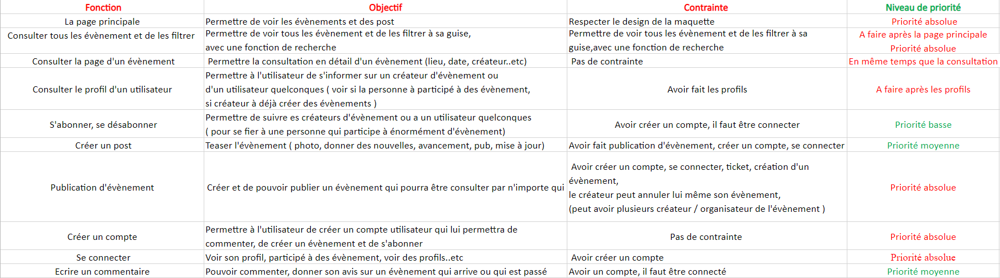 Fonction Objectif Contrainte Niveau de priorité
La page principale Permettre de voir les évènements et des post Respecter le design de la maquette Priorité absolue
Consulter tous les évènement et de les filtrer Permettre de voir tous les évènement et de les filtrer à sa guise, Permettre de voir tous les évènement et de les filtrer à sa A faire après la page principale
avec une fonction de recherche guise,avec une fonction de recherche Priorité absolue
Consulter la page d'un évènement Permettre la consultation en détail d'un évènement (lieu, date, créateur..etc) Pas de contrainte En même temps que la consultation
Permettre à l'utilisateur de s'informer sur un créateur d'évènement ou
Consulter le profil d'un utilisateur d'un utilisateur quelconques ( voir si la personne à participé à des évènement, Avoir fait les profils A faire après les profils
si créateur à déjà créer des évènements )
S'abonner, se désabonner Permettre de suivre es créateurs d'évènement ou a un utilisateur quelconques Avoir créer un compte, il faut être connecter Priorité basse
( pour se fier à une personne qui participe à énormément d'évènement)
Créer un post Teaser l'évènement ( photo, donner des nouvelles, avancement, pub, mise à jour) Avoir fait publication d'évènement, créer un compte, se connecter Priorité moyenne
Publication d'évènement Créer et de pouvoir publier un évènement qui pourra être consulter par n'importe qui Avoir créer un compte, se connecter, ticket, création d'un
évènement,
le créateur peut annuler lui même son évènement,
(peut avoir plusieurs créateur / organisateur de l'évènement ) Priorité absolue
Créer un compte Permettre à l'utilisateur de créer un compte utilisateur qui lui permettra de Pas de contrainte Priorité absolue
commenter, de créer un évènement et de s'abonner
Se connecter Voir son profil, participé à des évènement, voir des profils..etc Avoir créer un compte Priorité absolue
Ecrire un commentaire Pouvoir commenter, donner son avis sur un évènement qui arrive ou qui est passé Avoir un compte, il faut être connecté Priorité moyenne